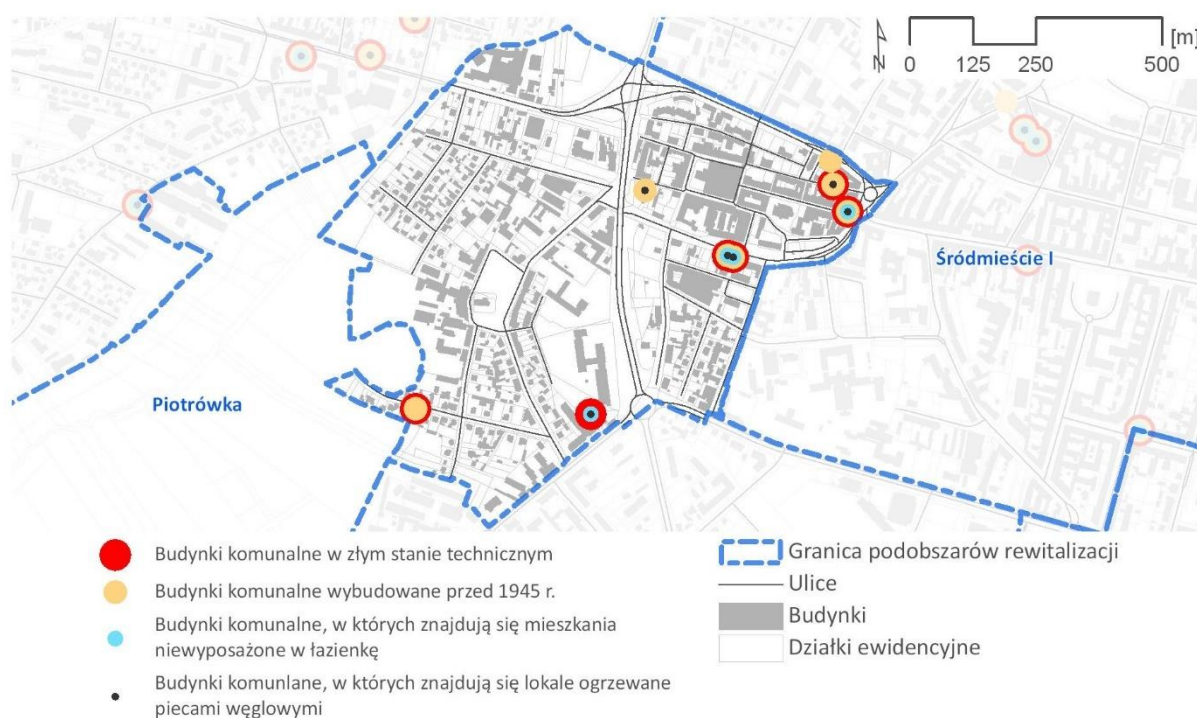 [m]
0 125 250 500
Śródmieście I
Piotrówka
Budynki komunalne w złym stanie technicznym
Budynki komunalne wybudowane przed 1945 r.
Budynki komunalne, w których znajdują się mieszkania
niewyposażone w łazienkę
Budynki komunlane, w których znajdują się lokale ogrzewane
piecami węglowymi
Granica podobszarów rewitalizacji
Ulice
Budynki
Działki ewidencyjne